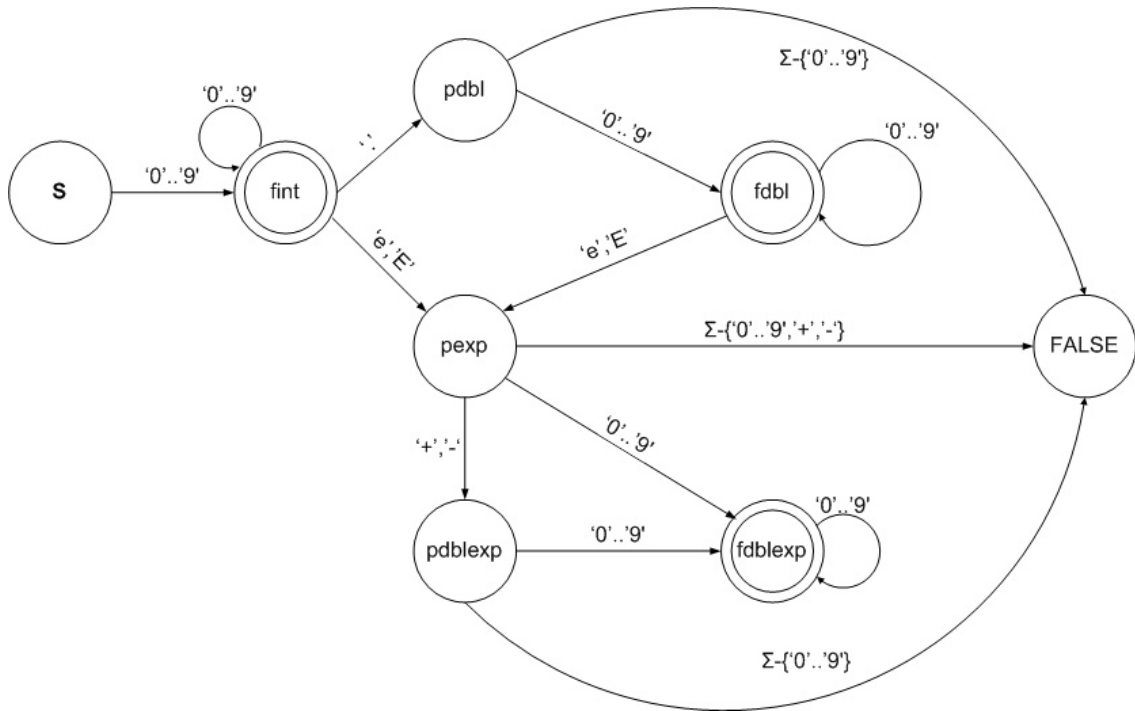 Σ-{‘0’..’9'}
pdbl
‘0’..’9'
‘0’..’9'
‘0’..’9'
‘.’
S
‘0’..’9'
fint
fdbl
‘e’,’E’
‘e’,’E’
pexp
Σ-{‘0’..’9’,’+’,’-‘}
FALSE
‘+’,’-‘
‘0’..’9'
‘0’..’9'
pdblexp
‘0’..’9'
fdblexp
Σ-{‘0’..’9'}